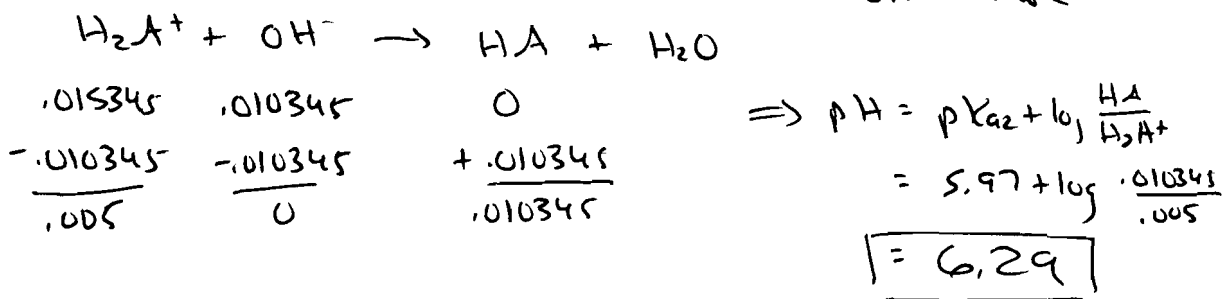 H₂A⁺ + OH⁻ → HA + H₂O
.015345 .010345 0
-.010345 -.010345 +.010345
.005 0 .010345
⇒ pH = pKa2 + log HA/H₂A⁺
= 5.97 + log .010345/.005
= 6.29